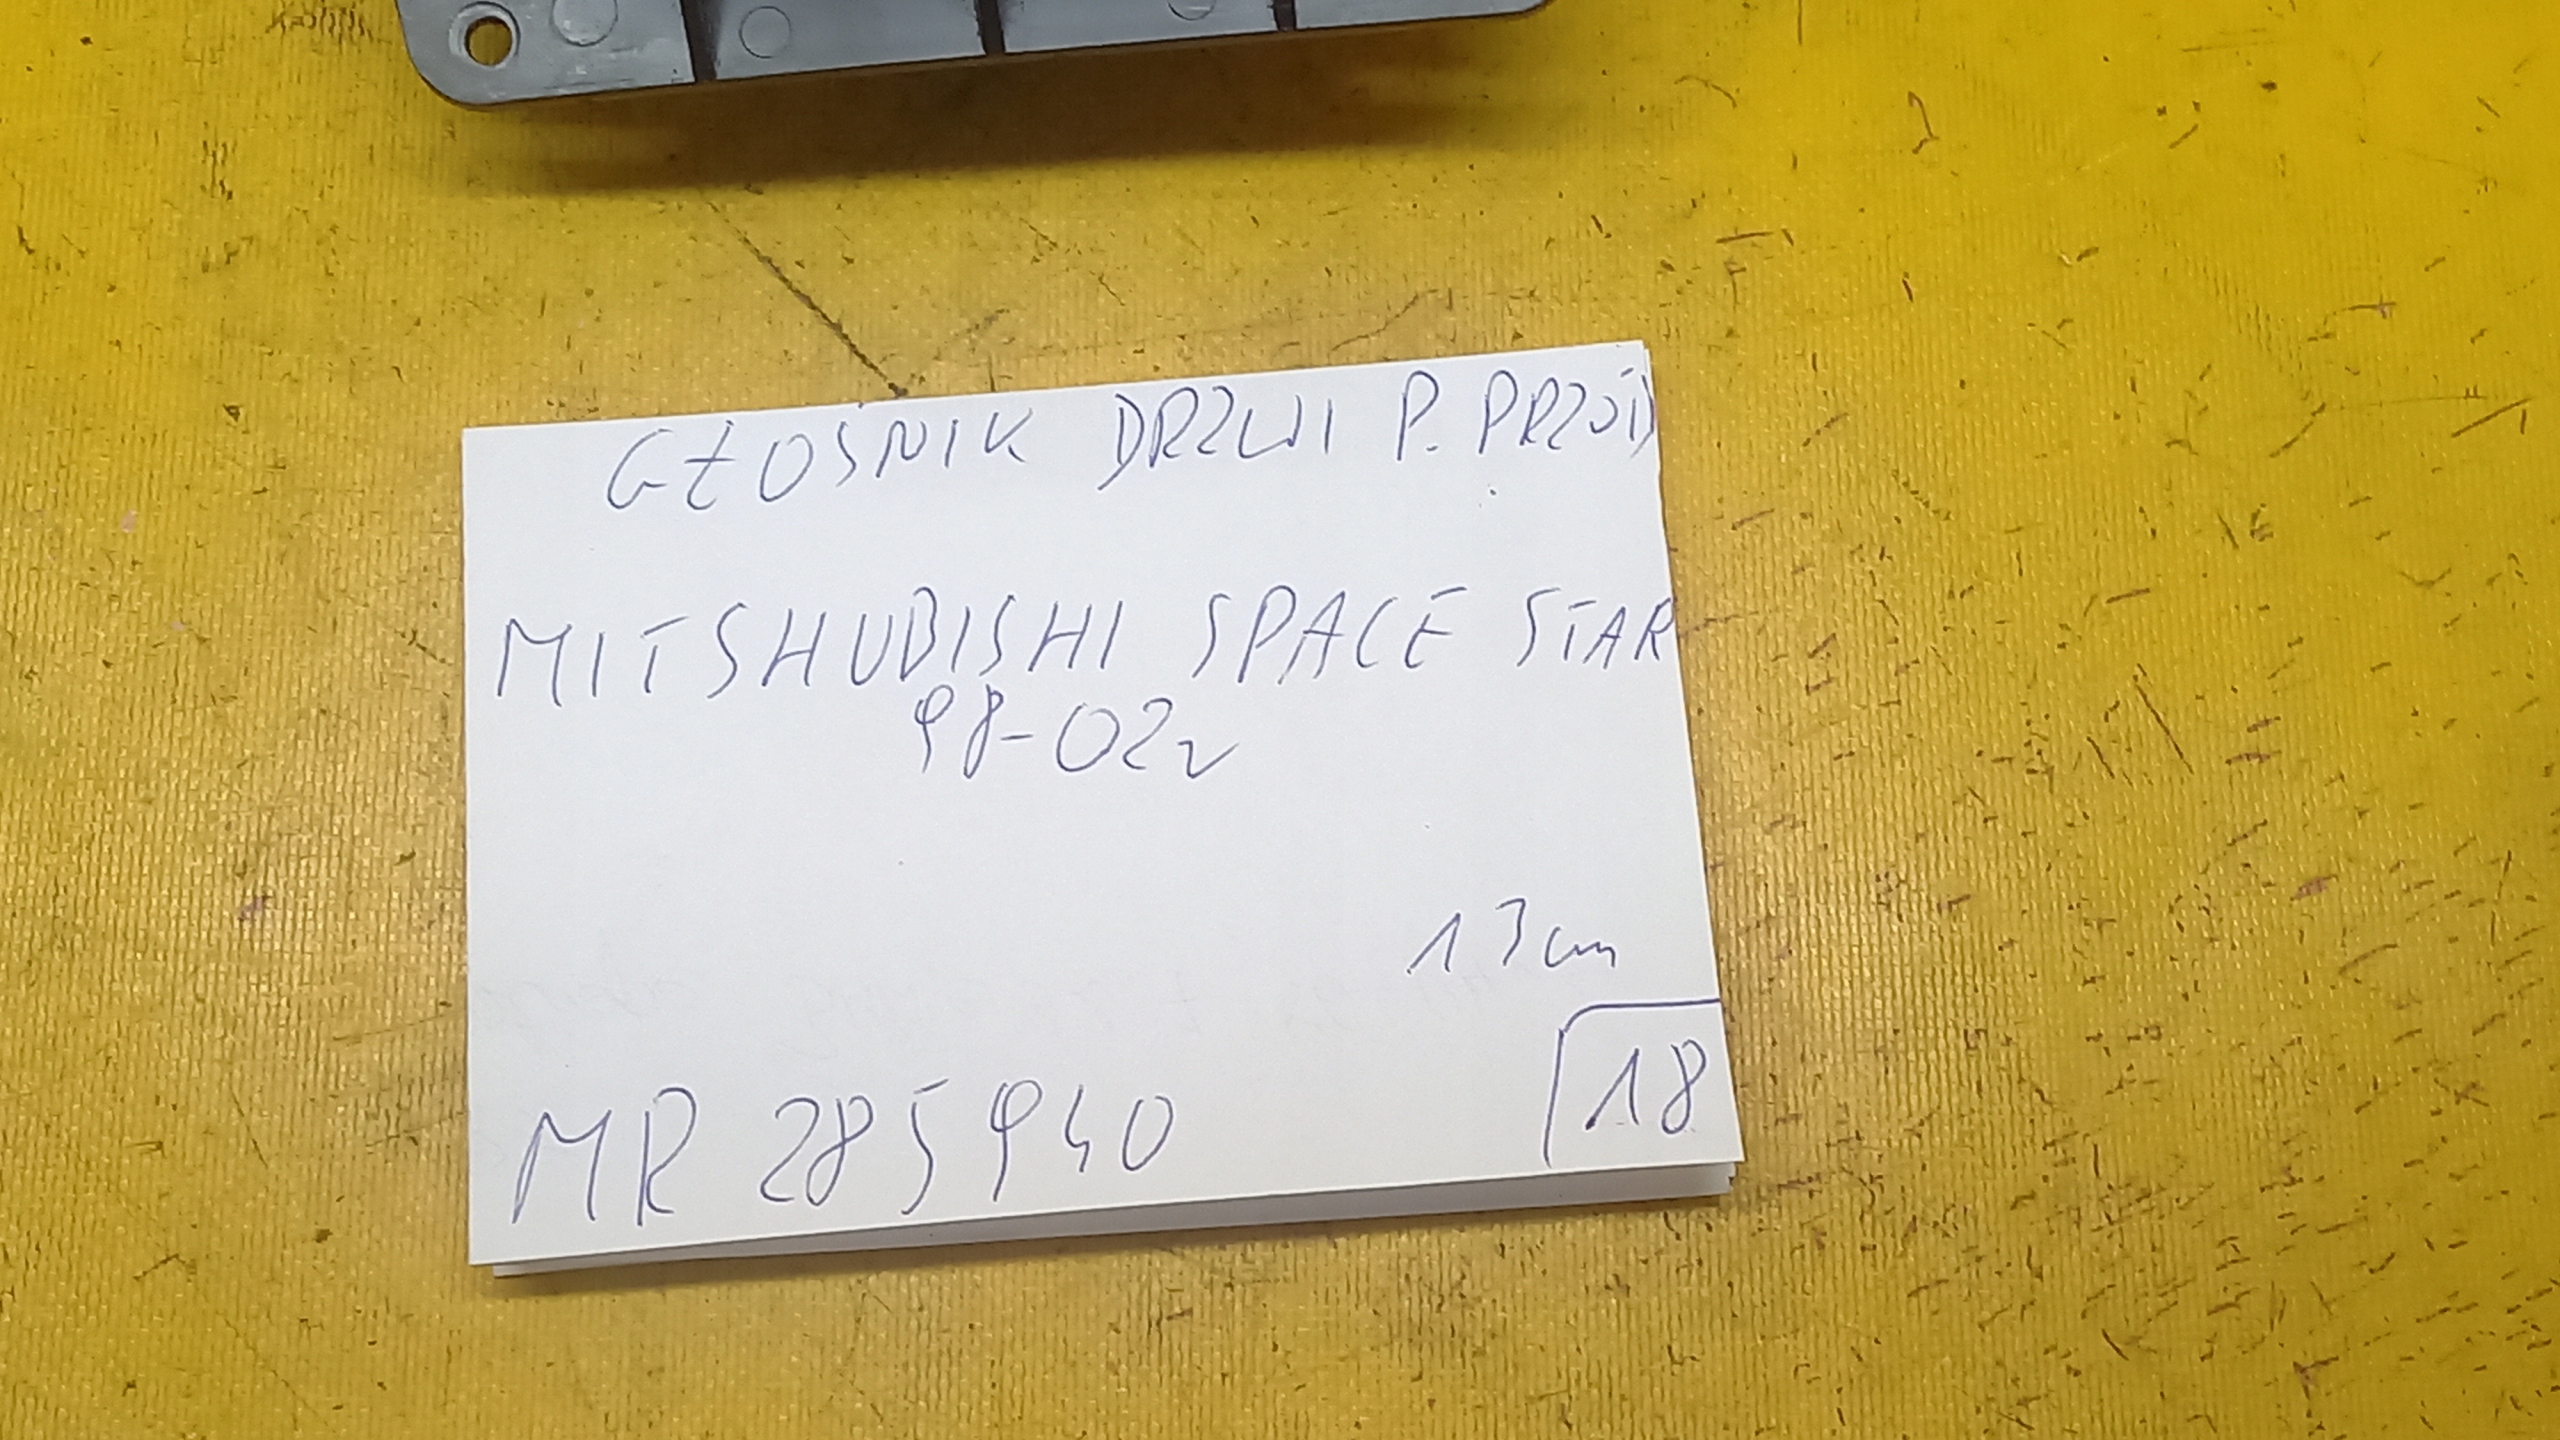 GŁOŚNIK DRZWI P. PRZÓD
MITSHUBISHI SPACE STAR
98-02r
13cm
18
MR 285940